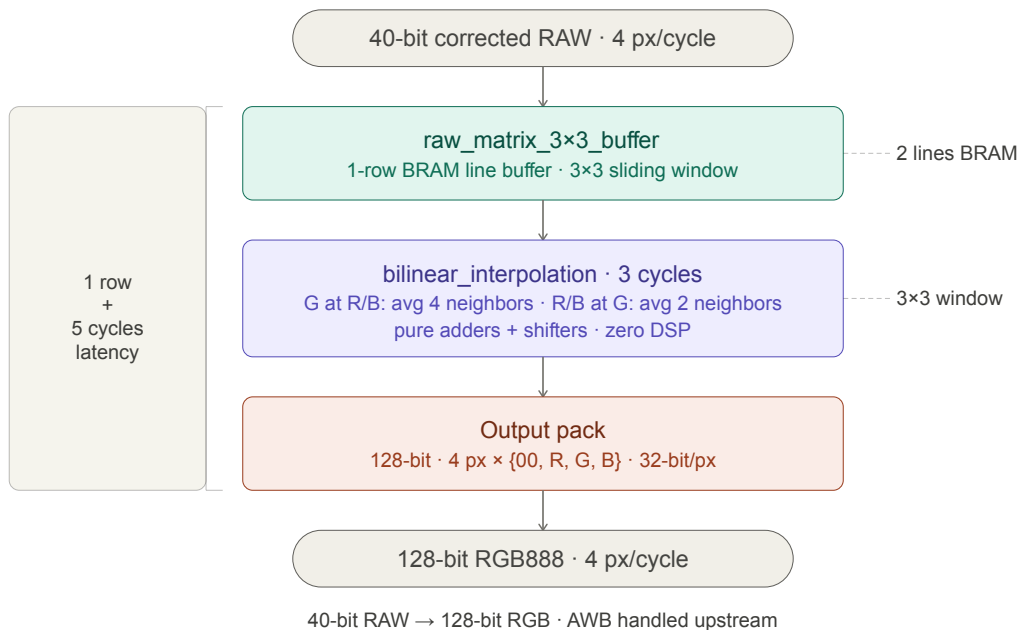 40-bit corrected RAW · 4 px/cycle
raw_matrix_3×3_buffer
1-row BRAM line buffer · 3×3 sliding window
2 lines BRAM
bilinear_interpolation · 3 cycles
G at R/B: avg 4 neighbors · R/B at G: avg 2 neighbors
pure adders + shifters · zero DSP
3×3 window
1 row
+
5 cycles
latency
Output pack
128-bit · 4 px × {00, R, G, B} · 32-bit/px
128-bit RGB888 · 4 px/cycle
40-bit RAW → 128-bit RGB · AWB handled upstream